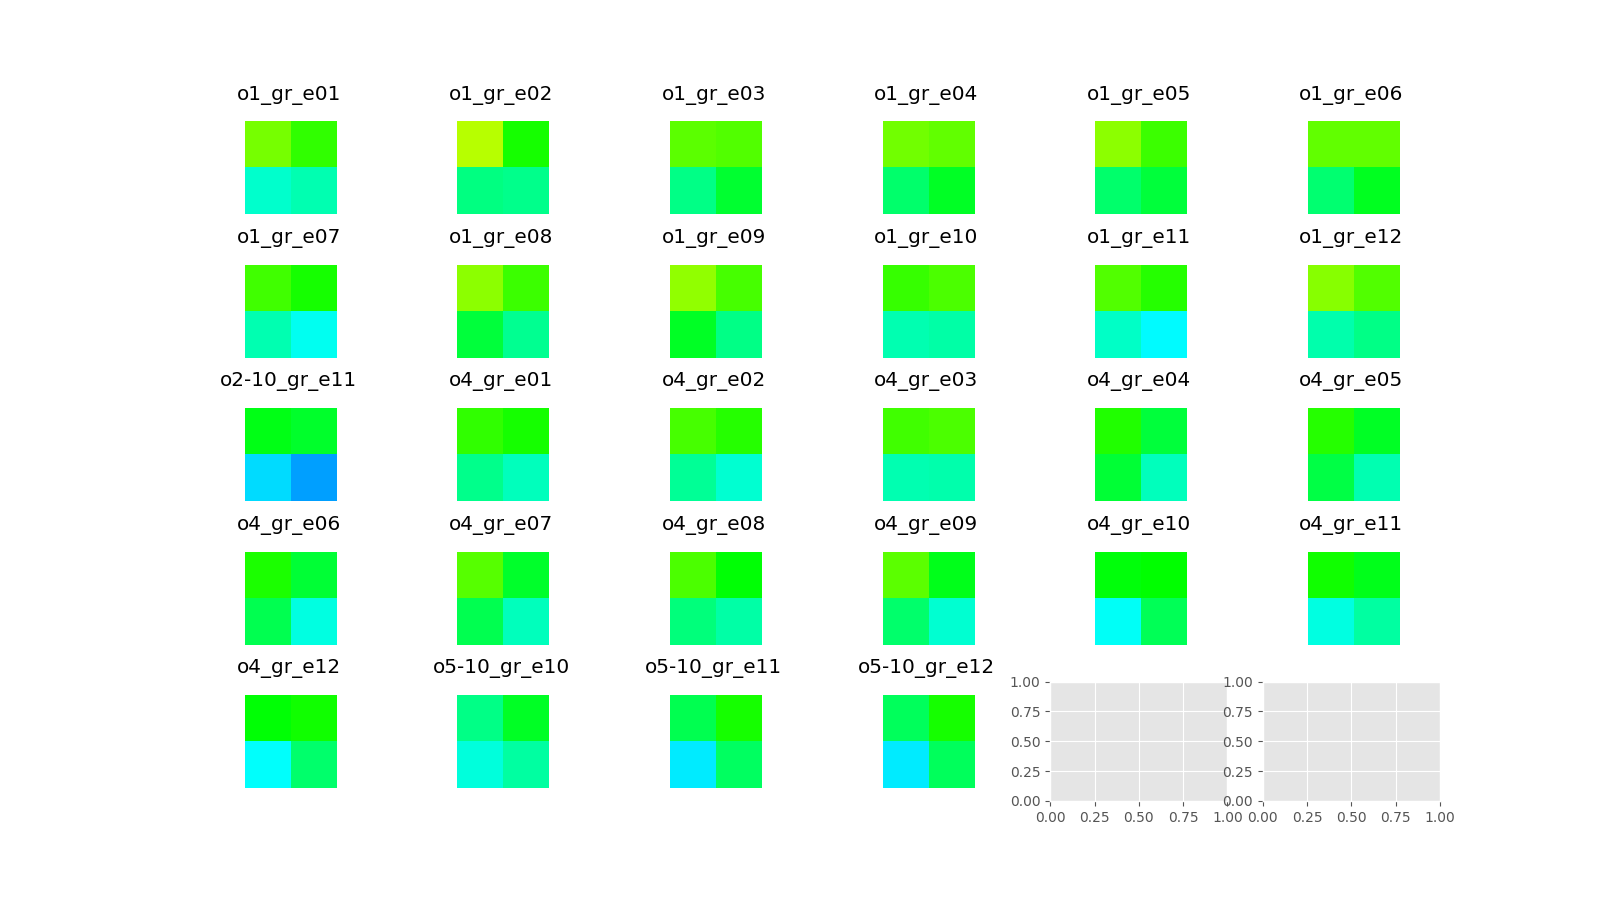 o1_gr_e01 o1_gr_e02 o1_gr_e03 o1_gr_e04 o1_gr_e05 o1_gr_e06
o1_gr_e07 o1_gr_e08 o1_gr_e09 o1_gr_e10 o1_gr_e11 o1_gr_e12
o2-10_gr_e11 o4_gr_e01 o4_gr_e02 o4_gr_e03 o4_gr_e04 o4_gr_e05
o4_gr_e06 o4_gr_e07 o4_gr_e08 o4_gr_e09 o4_gr_e10 o4_gr_e11
o4_gr_e12 o5-10_gr_e10 o5-10_gr_e11 o5-10_gr_e12
1.00 1.00
0.75 0.75
0.50 0.50
0.25 0.25
0.00 0.00
0.00 0.25 0.50 0.75 1.00 0.00 0.25 0.50 0.75 1.00